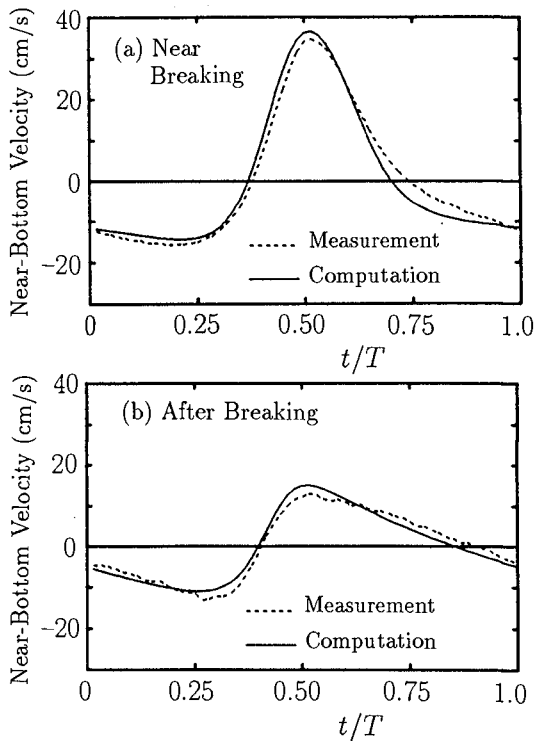 Near-Bottom Velocity (cm/s)
40
20
0
−20
(a) Near
Breaking
Measurement
Computation
0
0.25
0.50
0.75
1.0
t/T
Near-Bottom Velocity (cm/s)
40
20
0
−20
(b) After Breaking
Measurement
Computation
0
0.25
0.50
0.75
1.0
t/T